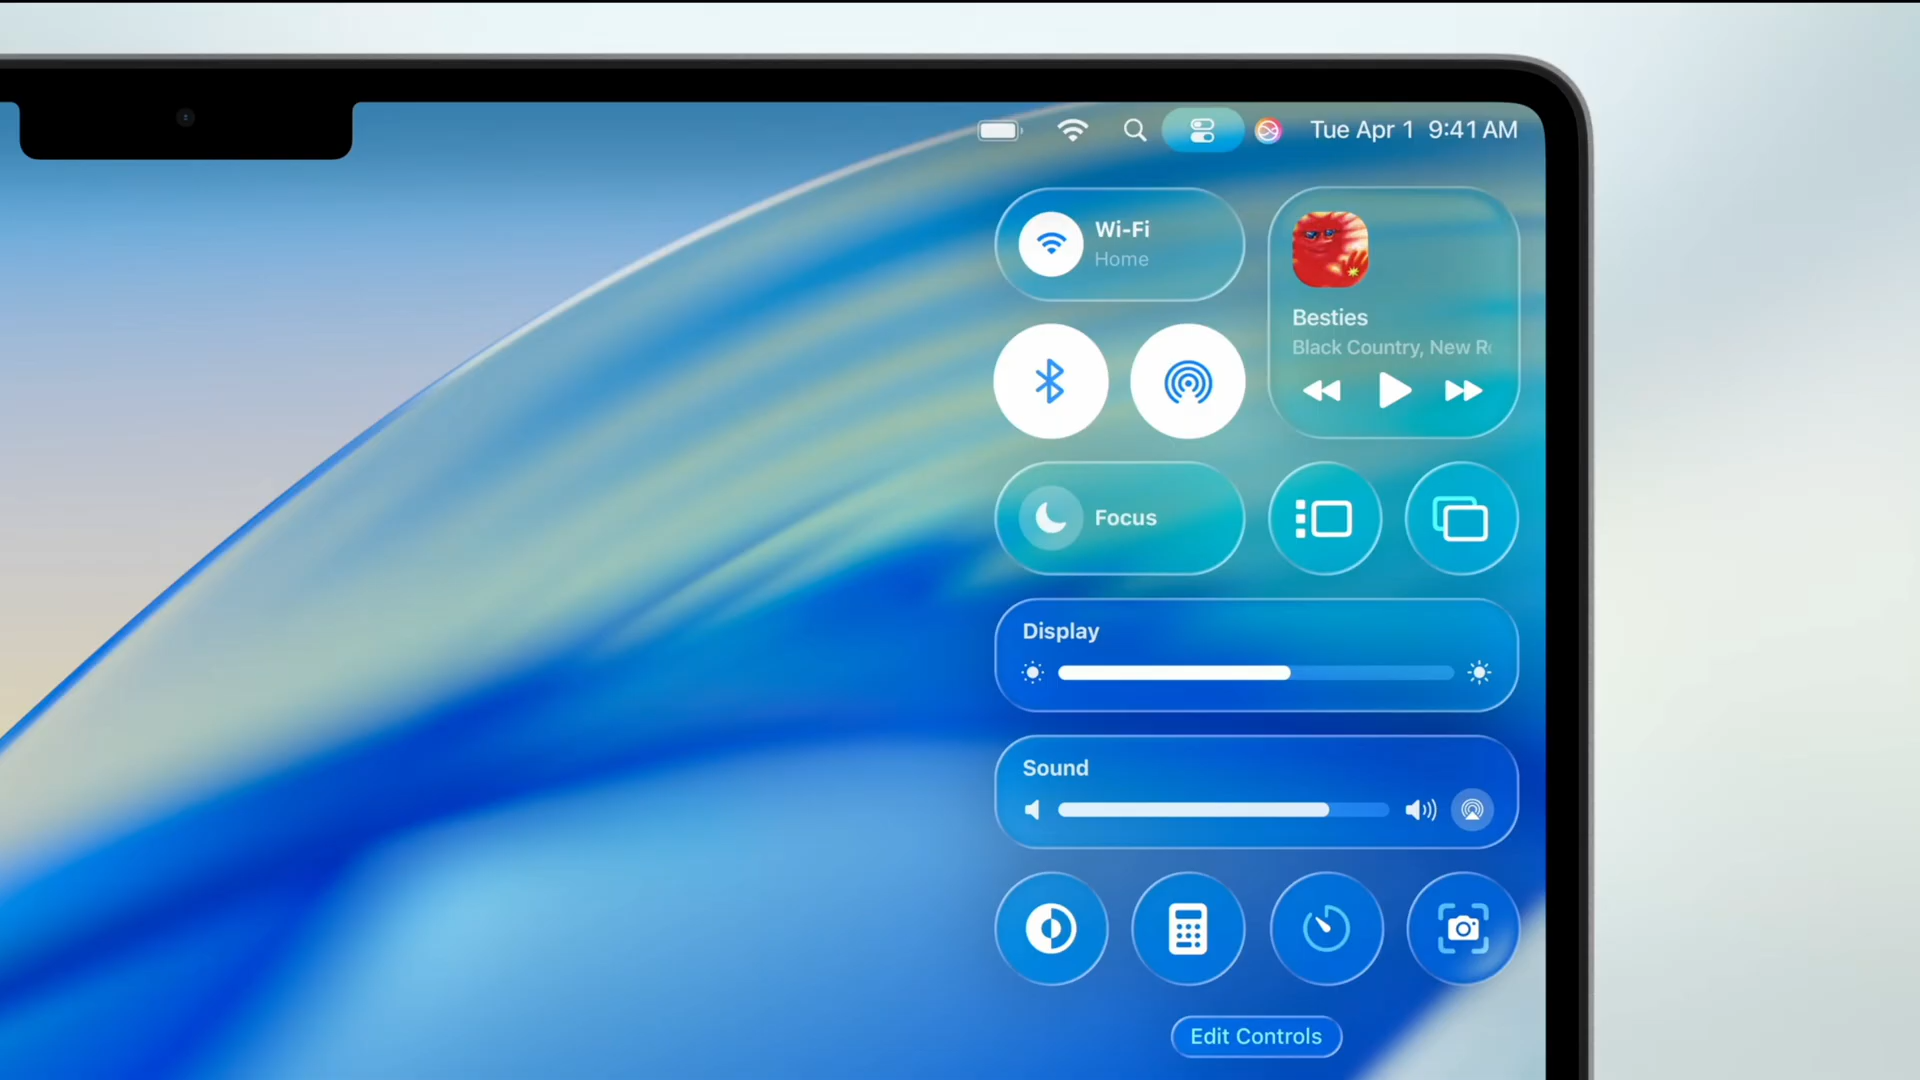 Tue Apr 1 9:41 AM
Wi-Fi
Home
Besties
Black Country, New
Focus
Display
Sound
Edit Controls